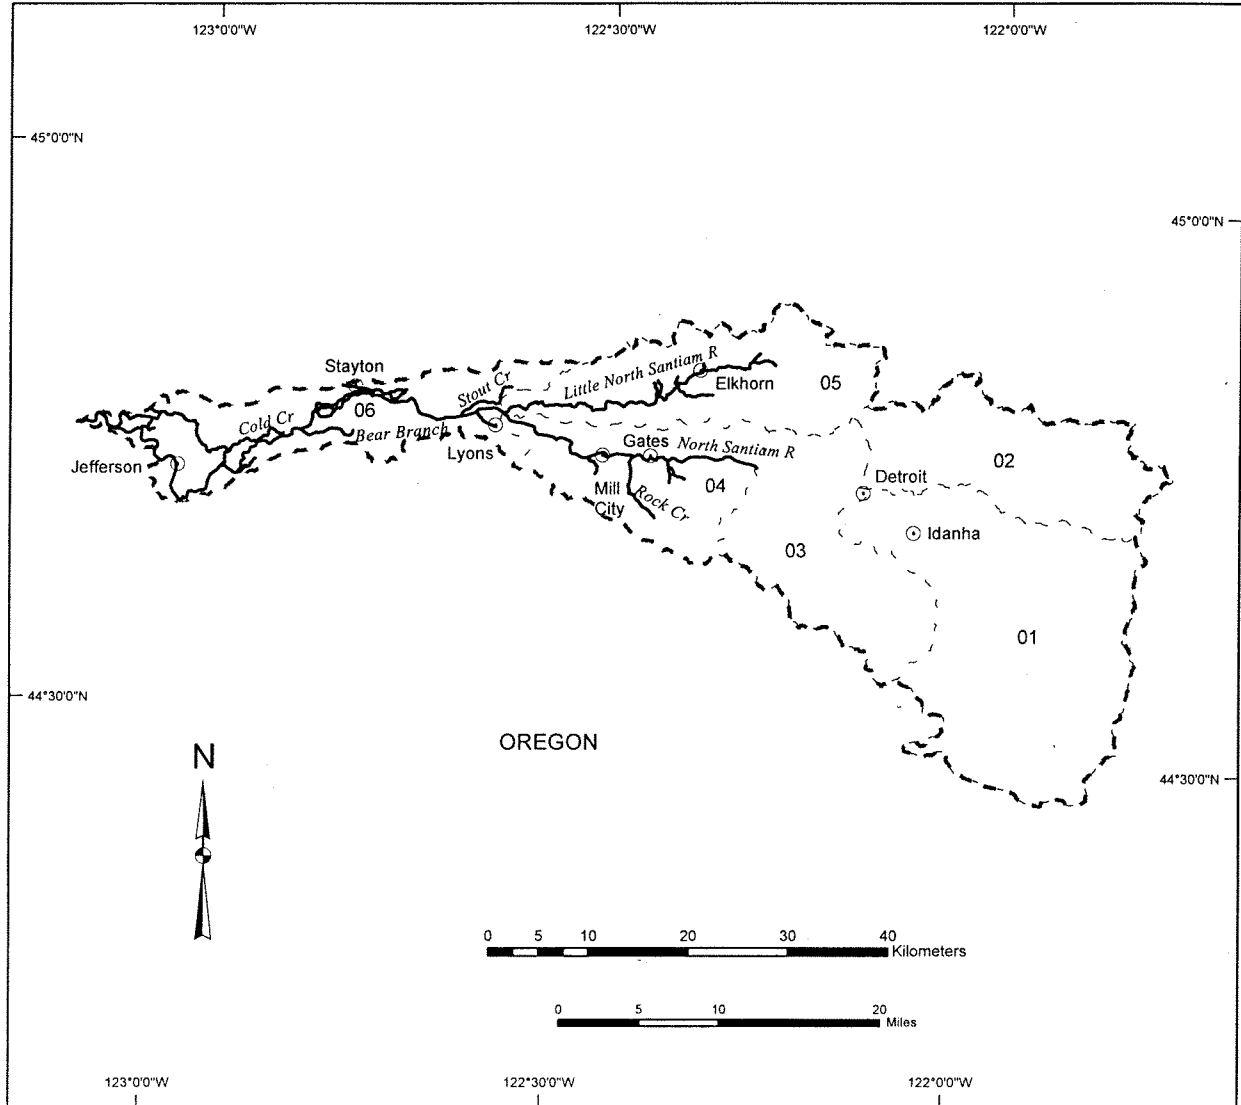 123°0'0"W
122°30'0"W
122°0'0"W
45°0'0"N
45°0'0"N
Stayton
Stout Cr
Little North Santiam R
Elkhorn
05
06
Cold Cr
Bear Branch
Jefferson
Lyons
Gates
North Santiam R
02
Detroit
04
Mill
City
Rock Cr
Idanha
03
01
44°30'0"N
OREGON
N
44°30'0"N
0 5 10 20 30 40
Kilometers
0 5 10 20
Miles
123°0'0"W
122°30'0"W
122°0'0"W